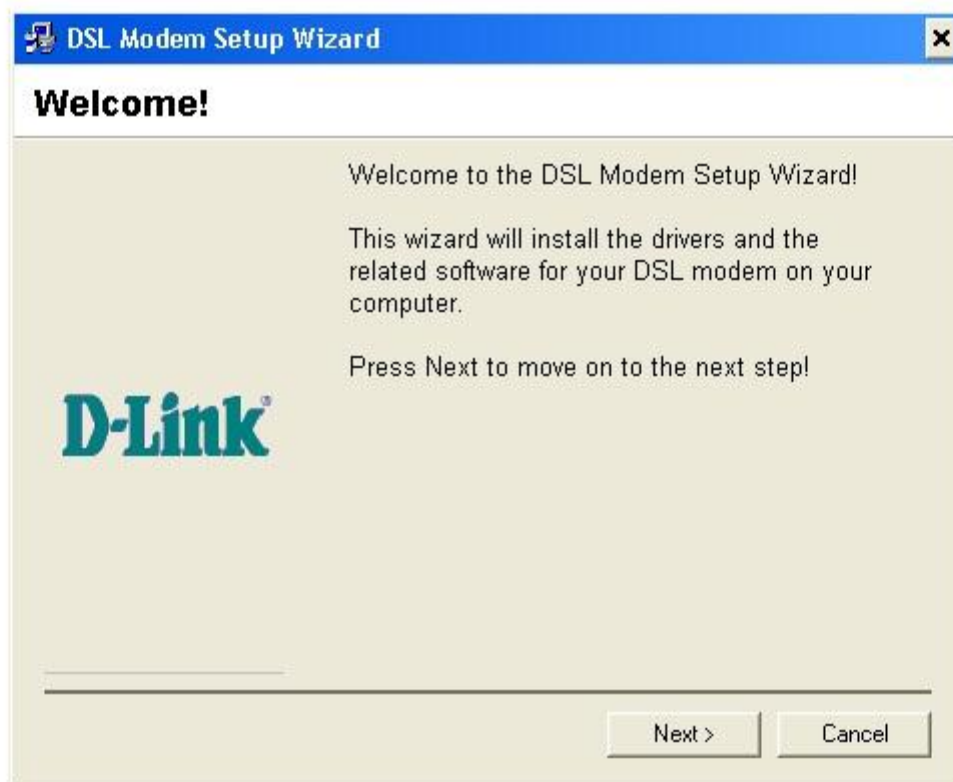 DSL Modem Setup Wizard
Welcome!
Welcome to the DSL Modem Setup Wizard!
This wizard will install the drivers and the
related software for your DSL modem on your
computer.
Press Next to move on to the next step!
D-Link®
Next >
Cancel